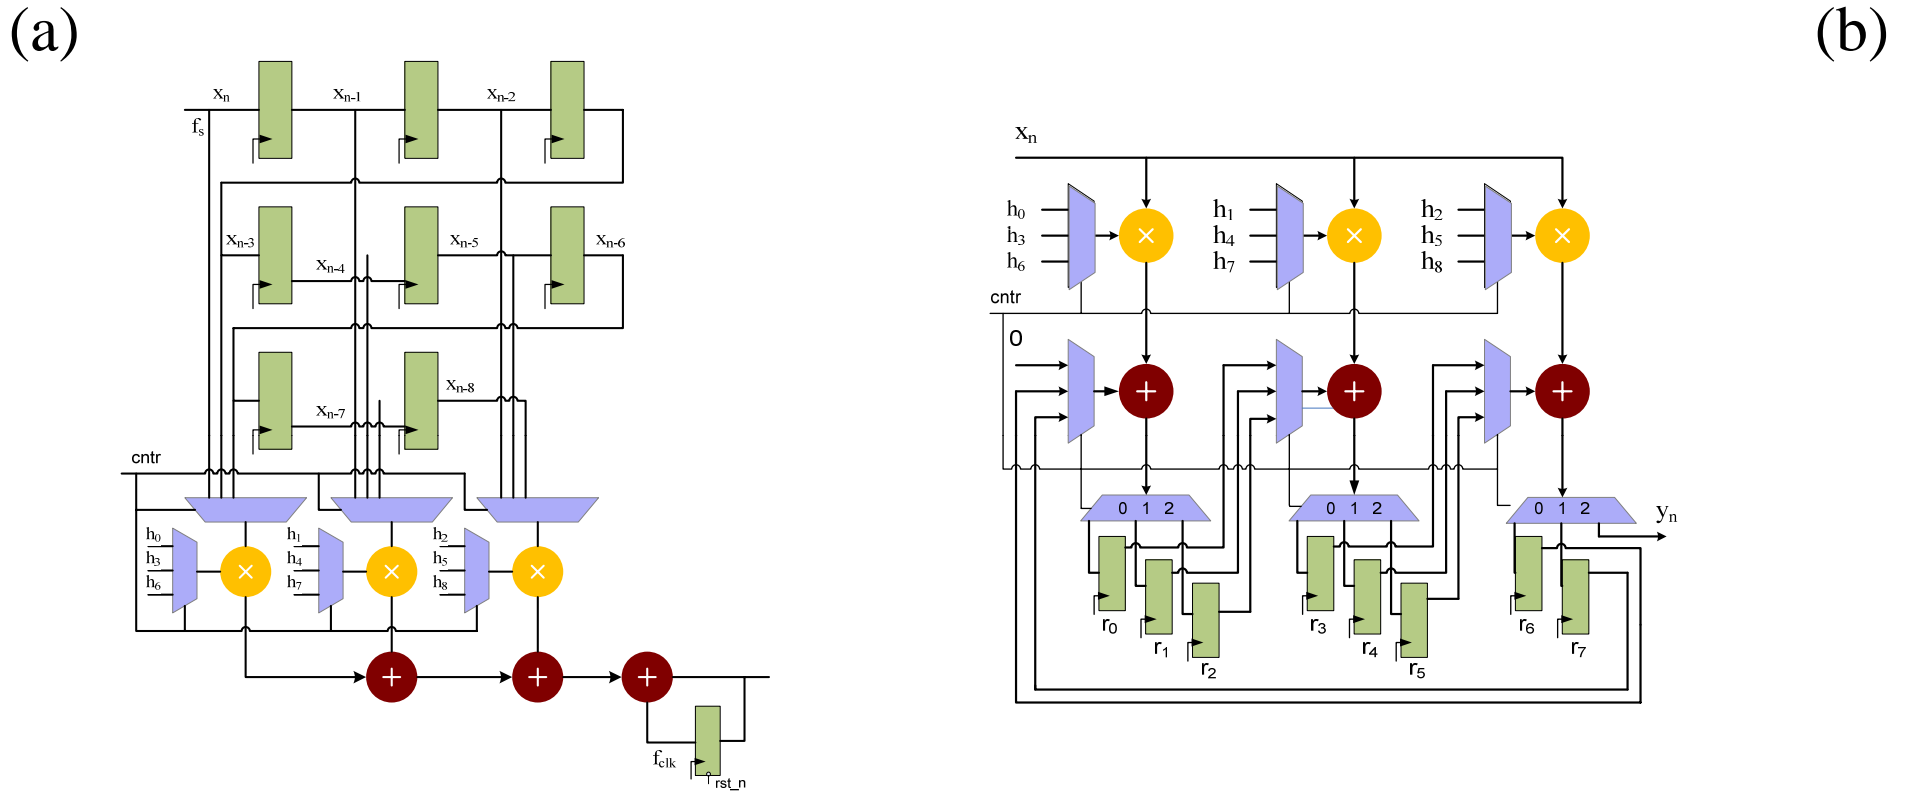 (a)
(b)
xn xn-1 xn-2
fs
xn-3 xn-4 xn-5 xn-6
xn-7 xn-8
cntr
h0 h1 h2
h3 h4 h5
h6 h7 h8
× × ×
+ + +
fclk
rst_n
xn
h0 h1 h2
h3 h4 h5
h6 h7 h8
× × ×
cntr
0
+ + +
0 1 2 0 1 2 0 1 2
yn
r0 r1 r2 r3 r4 r5 r6 r7